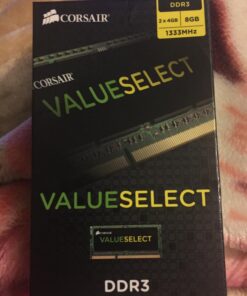 CORSAIR
DDR3
2 x 4GB 8GB
1333MHz
CORSAIR
VALUESELECT
VALUESELECT
VALUESELECT
DDR3